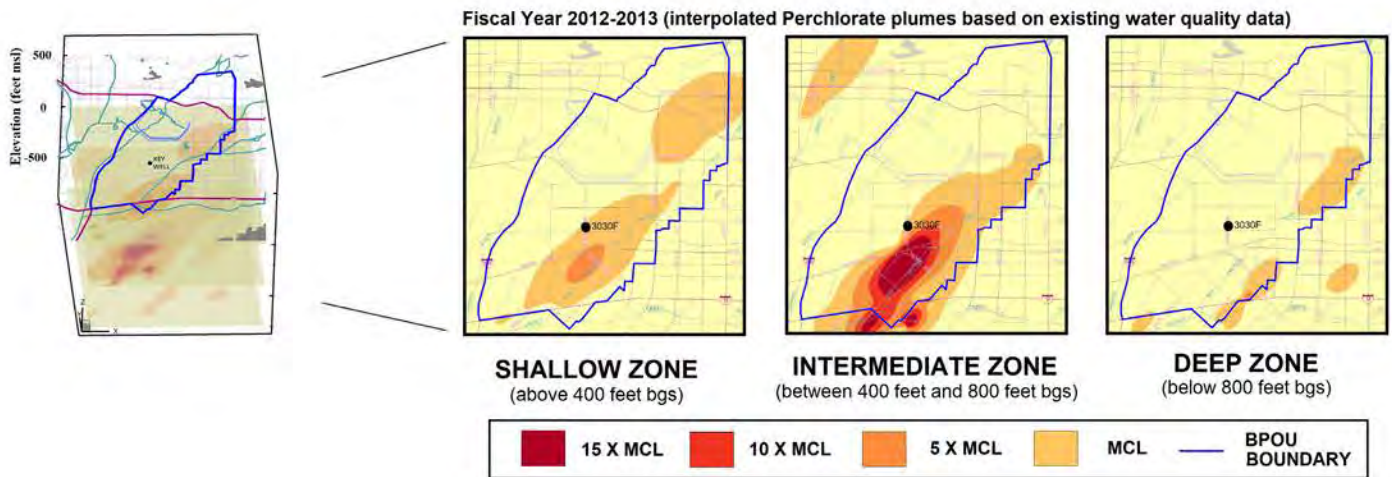 Fiscal Year 2012-2013 (interpolated Perchlorate plumes based on existing water quality data)
Elevation (feet msl)
500
0
-500
KEY
WELL
Z
X
3030F
3030F
3030F
SHALLOW ZONE
(above 400 feet bgs)
INTERMEDIATE ZONE
(between 400 feet and 800 feet bgs)
DEEP ZONE
(below 800 feet bgs)
15 X MCL
10 X MCL
5 X MCL
MCL
BPOU
BOUNDARY